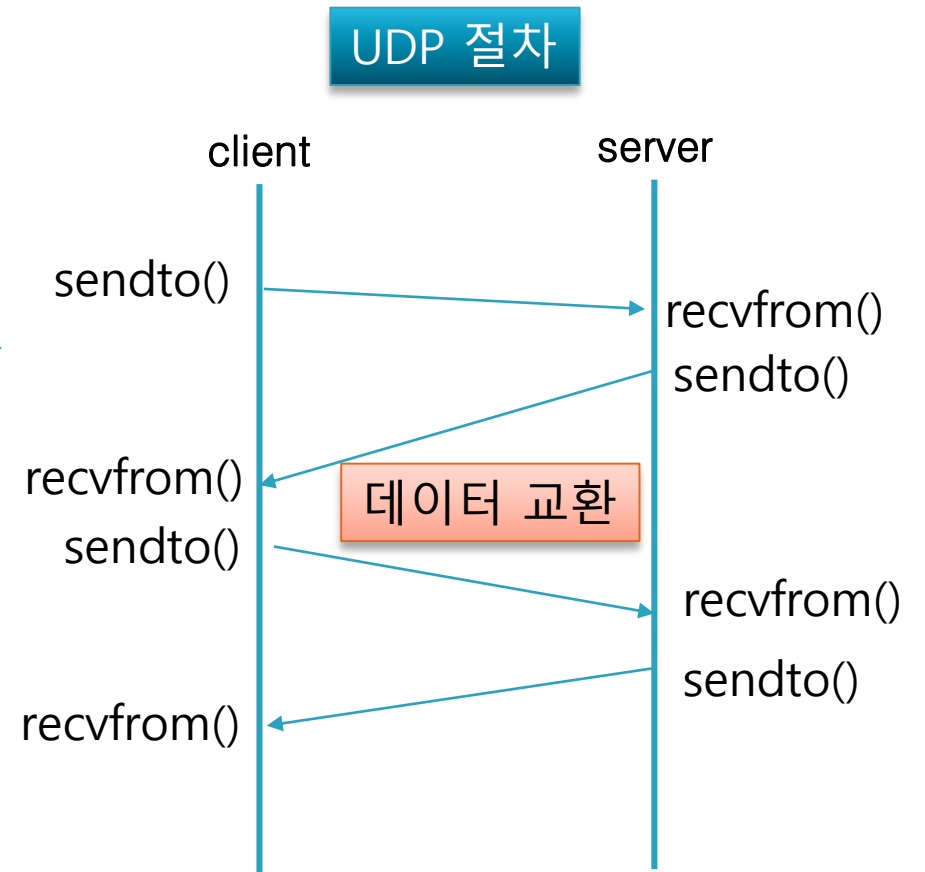 UDP 절차
client
server
sendto()
recvfrom()
sendto()
recvfrom()
데이터 교환
sendto()
recvfrom()
sendto()
recvfrom()